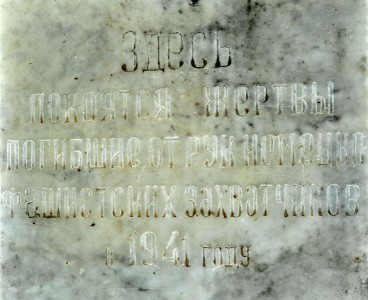 ЗДЕСЬ
ПОКОЯТСЯ ЖЕРТВЫ
ПОГИБШИЕ ОТ РУК НЕМЕЦКО
ФАШИСТСКИХ ЗАХВАТЧИКОВ
в 1941 году